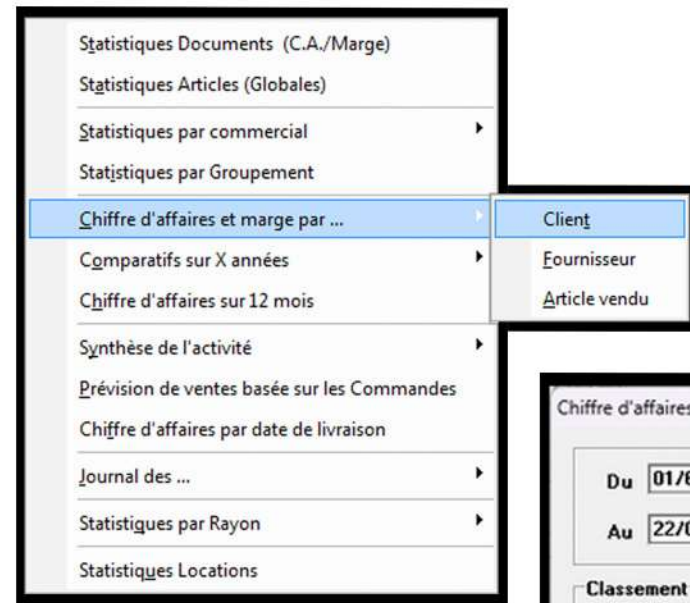 Statistiques Documents (C.A./Marge)
Statistiques Articles (Globales)
Statistiques par commercial
Statistiques par Groupement
Chiffre d'affaires et marge par ...
Comparatifs sur X années
Chiffre d'affaires sur 12 mois
Synthèse de l'activité
Prévision de ventes basée sur les Commandes
Chiffre d'affaires par date de livraison
Journal des ...
Statistiques par Rayon
Statistiques Locations
Client
Fournisseur
Article vendu
Chiffre d'affaires
Du
Au
Classement